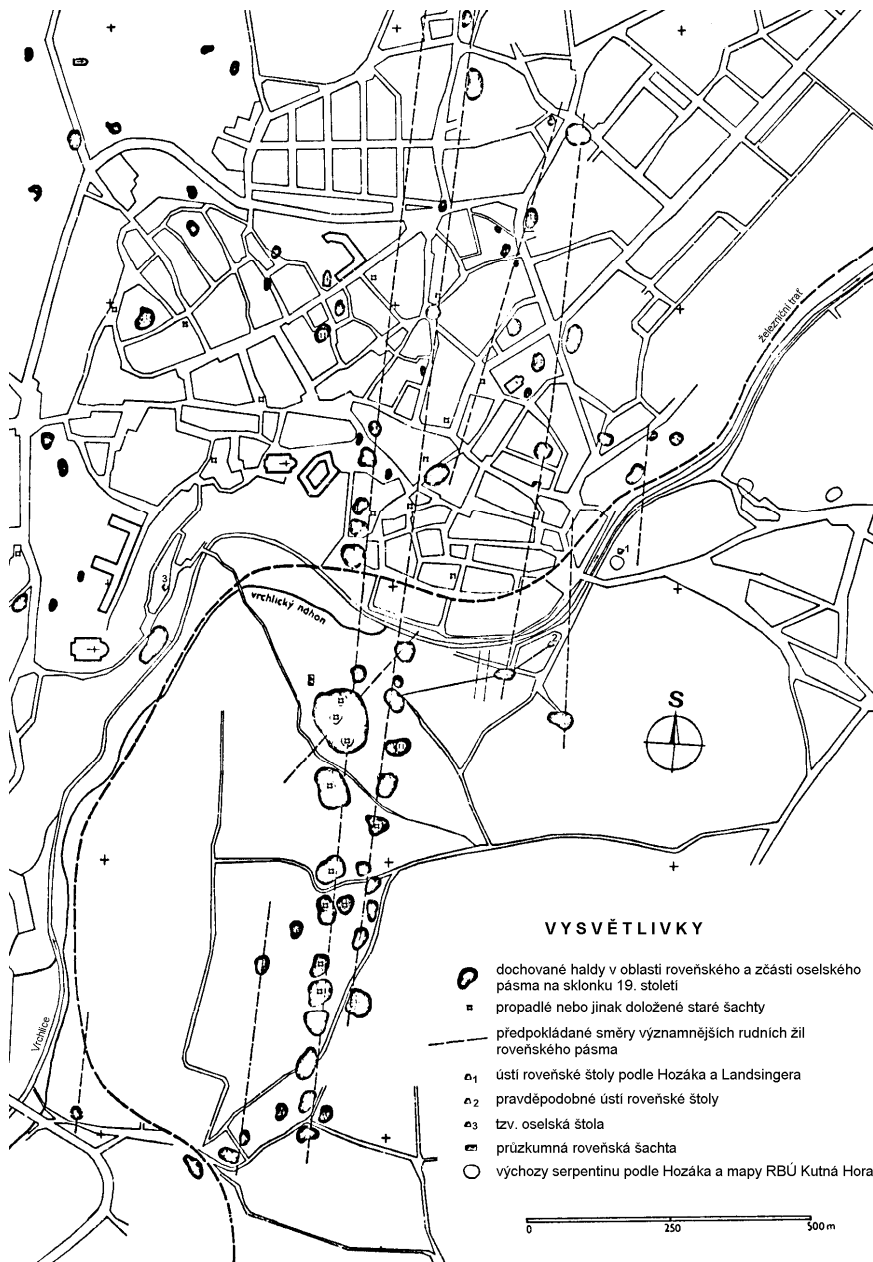 železniční trať
1
3
vrchlický náhon
2
S
Vrchlice
VYSVĚTLIVKY
dochované haldy v oblasti roveňského a zčásti oselského
pásma na sklonku 19. století
propadlé nebo jinak doložené staré šachty
předpokládané směry významnějších rudních žil
roveňského pásma
1 ústí roveňské štoly podle Hozáka a Landsingera
2 pravděpodobné ústí roveňské štoly
3 tzv. oselská štola
průzkumná roveňská šachta
výchozy serpentinu podle Hozáka a mapy RBÚ Kutná Hora
0 250 500 m